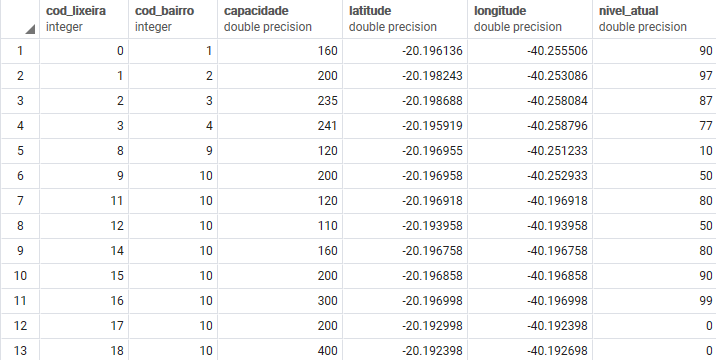 cod_lixeira cod_bairro capacidade latitude longitude nivel_atual
integer integer double precision double precision double precision double precision
1 0 1 160 -20.196136 -40.255506 90
2 1 2 200 -20.198243 -40.253086 97
3 2 3 235 -20.198688 -40.258084 87
4 3 4 241 -20.195919 -40.258796 77
5 8 9 120 -20.196955 -40.251233 10
6 9 10 200 -20.196958 -40.252933 50
7 11 10 120 -20.196918 -40.196918 80
8 12 10 110 -20.193958 -40.193958 50
9 14 10 160 -20.196758 -40.196758 80
10 15 10 200 -20.196858 -40.196858 90
11 16 10 300 -20.196998 -40.196998 99
12 17 10 200 -20.192998 -40.192398 0
13 18 10 400 -20.192398 -40.192698 0